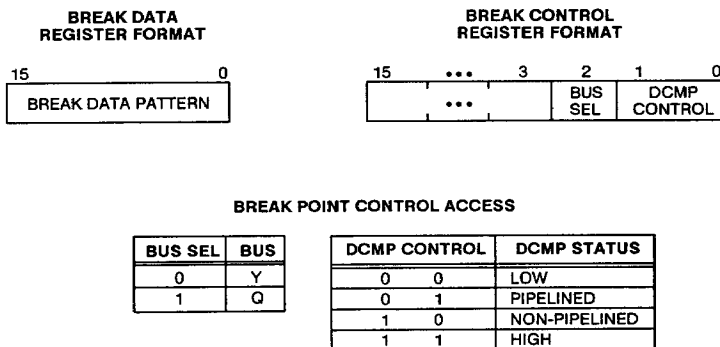 BREAK DATA
REGISTER FORMAT
15 0
BREAK DATA PATTERN
BREAK CONTROL
REGISTER FORMAT
15 ••• 3 2 1 0
••• BUS SEL DCMP CONTROL
BREAK POINT CONTROL ACCESS
BUS SEL BUS
0 Y
1 Q
DCMP CONTROL DCMP STATUS
0 0 LOW
0 1 PIPELINED
1 0 NON-PIPELINED
1 1 HIGH